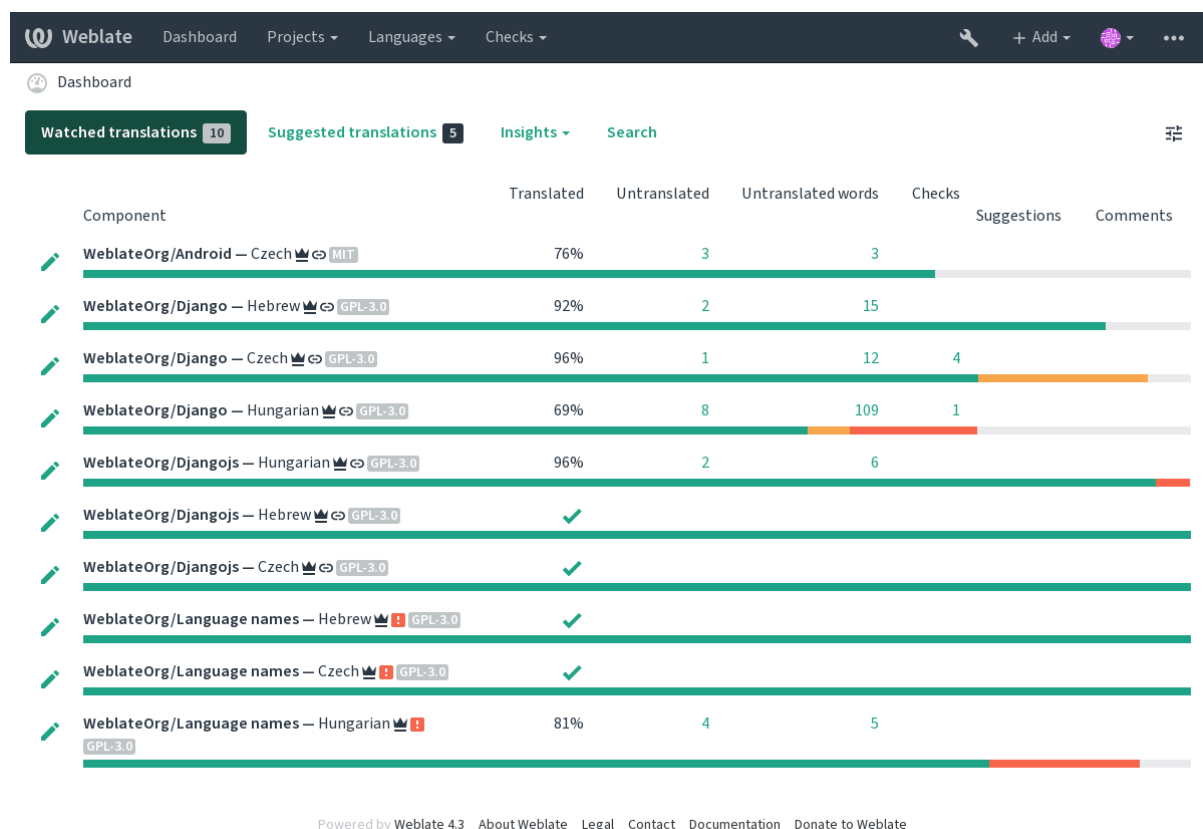 Weblate Dashboard Projects Languages Checks + Add
Dashboard
Watched translations 10 Suggested translations 5 Insights Search
Translated Untranslated Untranslated words Checks
Component Suggestions Comments
WeblateOrg/Android — Czech MIT 76% 3 3
WeblateOrg/Django — Hebrew GPL-3.0 92% 2 15
WeblateOrg/Django — Czech GPL-3.0 96% 1 12 4
WeblateOrg/Django — Hungarian GPL-3.0 69% 8 109 1
WeblateOrg/Djangojs — Hungarian GPL-3.0 96% 2 6
WeblateOrg/Djangojs — Hebrew GPL-3.0
WeblateOrg/Djangojs — Czech GPL-3.0
WeblateOrg/Language names — Hebrew GPL-3.0
WeblateOrg/Language names — Czech GPL-3.0
WeblateOrg/Language names — Hungarian 81% 4 5
GPL-3.0
Powered by Weblate 4.3 About Weblate Legal Contact Documentation Donate to Weblate